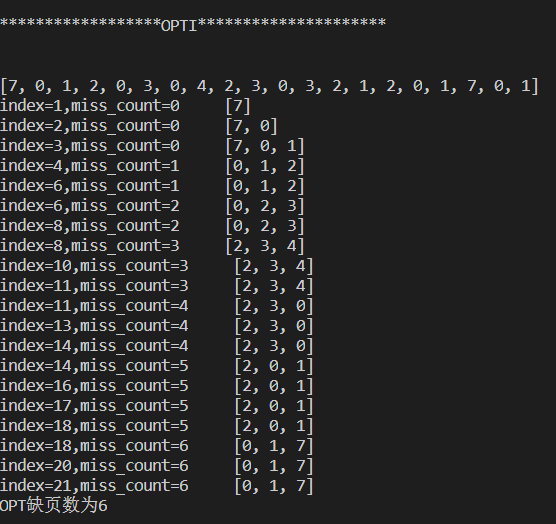 ******************OPTI*********************
[7, 0, 1, 2, 0, 3, 0, 4, 2, 3, 0, 3, 2, 1, 2, 0, 1, 7, 0, 1]
index=1,miss_count=0 [7]
index=2,miss_count=0 [7, 0]
index=3,miss_count=0 [7, 0, 1]
index=4,miss_count=1 [0, 1, 2]
index=6,miss_count=1 [0, 1, 2]
index=6,miss_count=2 [0, 2, 3]
index=8,miss_count=2 [0, 2, 3]
index=8,miss_count=3 [2, 3, 4]
index=10,miss_count=3 [2, 3, 4]
index=11,miss_count=3 [2, 3, 4]
index=11,miss_count=4 [2, 3, 0]
index=13,miss_count=4 [2, 3, 0]
index=14,miss_count=4 [2, 3, 0]
index=14,miss_count=5 [2, 0, 1]
index=16,miss_count=5 [2, 0, 1]
index=17,miss_count=5 [2, 0, 1]
index=18,miss_count=5 [2, 0, 1]
index=18,miss_count=6 [0, 1, 7]
index=20,miss_count=6 [0, 1, 7]
index=21,miss_count=6 [0, 1, 7]
OPT缺页数为6